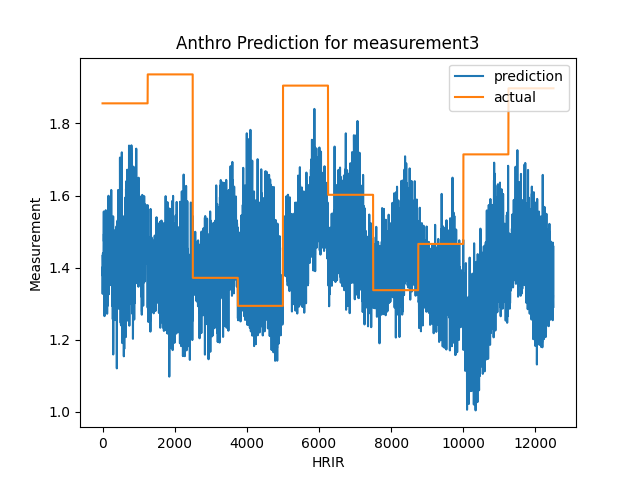 Anthro Prediction for measurement3
prediction
actual
Measurement
1.8
1.6
1.4
1.2
1.0
0 2000 4000 6000 8000 10000 12000
HRIR